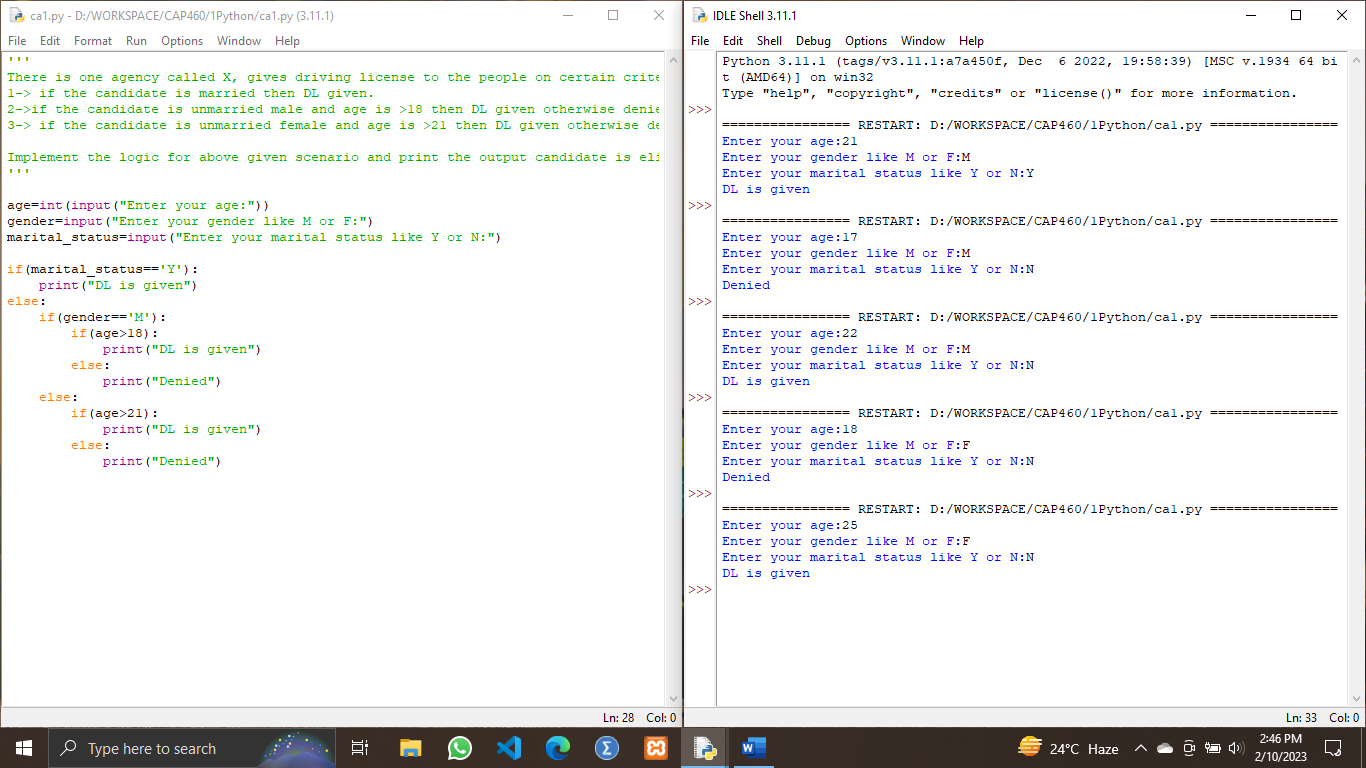 ca1.py - D:/WORKSPACE/CAP460/1Python/ca1.py (3.11.1)
File Edit Format Run Options Window Help
'''
There is one agency called X, gives driving license to the people on certain crite
1-> if the candidate is married then DL given.
2->if the candidate is unmarried male and age is >18 then DL given otherwise denie
3-> if the candidate is unmarried female and age is >21 then DL given otherwise de

Implement the logic for above given scenario and print the output candidate is eli
'''

age=int(input("Enter your age:"))
gender=input("Enter your gender like M or F:")
marital_status=input("Enter your marital status like Y or N:")

if(marital_status=='Y'):
    print("DL is given")
else:
    if(gender=='M'):
        if(age>18):
            print("DL is given")
        else:
            print("Denied")
    else:
        if(age>21):
            print("DL is given")
        else:
            print("Denied")
Ln: 28 Col: 0
IDLE Shell 3.11.1
File Edit Shell Debug Options Window Help
Python 3.11.1 (tags/v3.11.1:a7a450f, Dec  6 2022, 19:58:39) [MSC v.1934 64 bi
t (AMD64)] on win32
Type "help", "copyright", "credits" or "license()" for more information.
>>>
================ RESTART: D:/WORKSPACE/CAP460/1Python/ca1.py ================
Enter your age:21
Enter your gender like M or F:M
Enter your marital status like Y or N:Y
DL is given
>>>
================ RESTART: D:/WORKSPACE/CAP460/1Python/ca1.py ================
Enter your age:17
Enter your gender like M or F:M
Enter your marital status like Y or N:N
Denied
>>>
================ RESTART: D:/WORKSPACE/CAP460/1Python/ca1.py ================
Enter your age:22
Enter your gender like M or F:M
Enter your marital status like Y or N:N
DL is given
>>>
================ RESTART: D:/WORKSPACE/CAP460/1Python/ca1.py ================
Enter your age:18
Enter your gender like M or F:F
Enter your marital status like Y or N:N
Denied
>>>
================ RESTART: D:/WORKSPACE/CAP460/1Python/ca1.py ================
Enter your age:25
Enter your gender like M or F:F
Enter your marital status like Y or N:N
DL is given
>>>
Ln: 33 Col: 0
Type here to search
24°C Haze
2:46 PM
2/10/2023